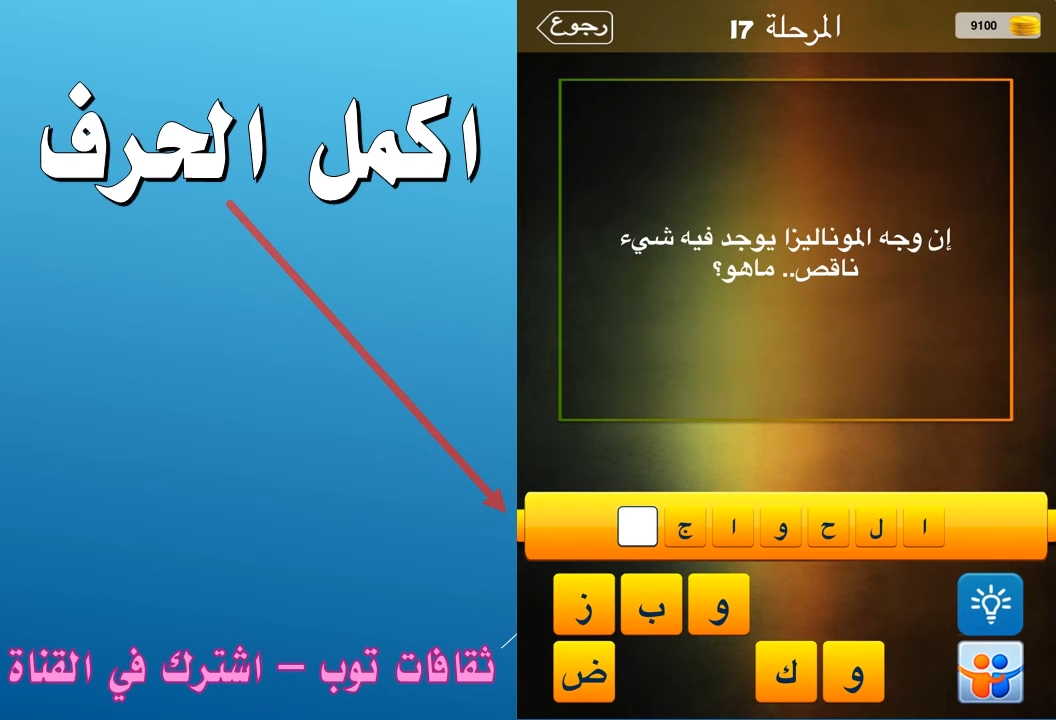 اكمل الحرف
ثقافات توب – اشترك في القناة
رجوع
المرحلة 17
9100
إن وجه الموناليزا يوجد فيه شيء
ناقص.. ماهو؟
ا ل ح و ا ج
و ب ز
و ك ض